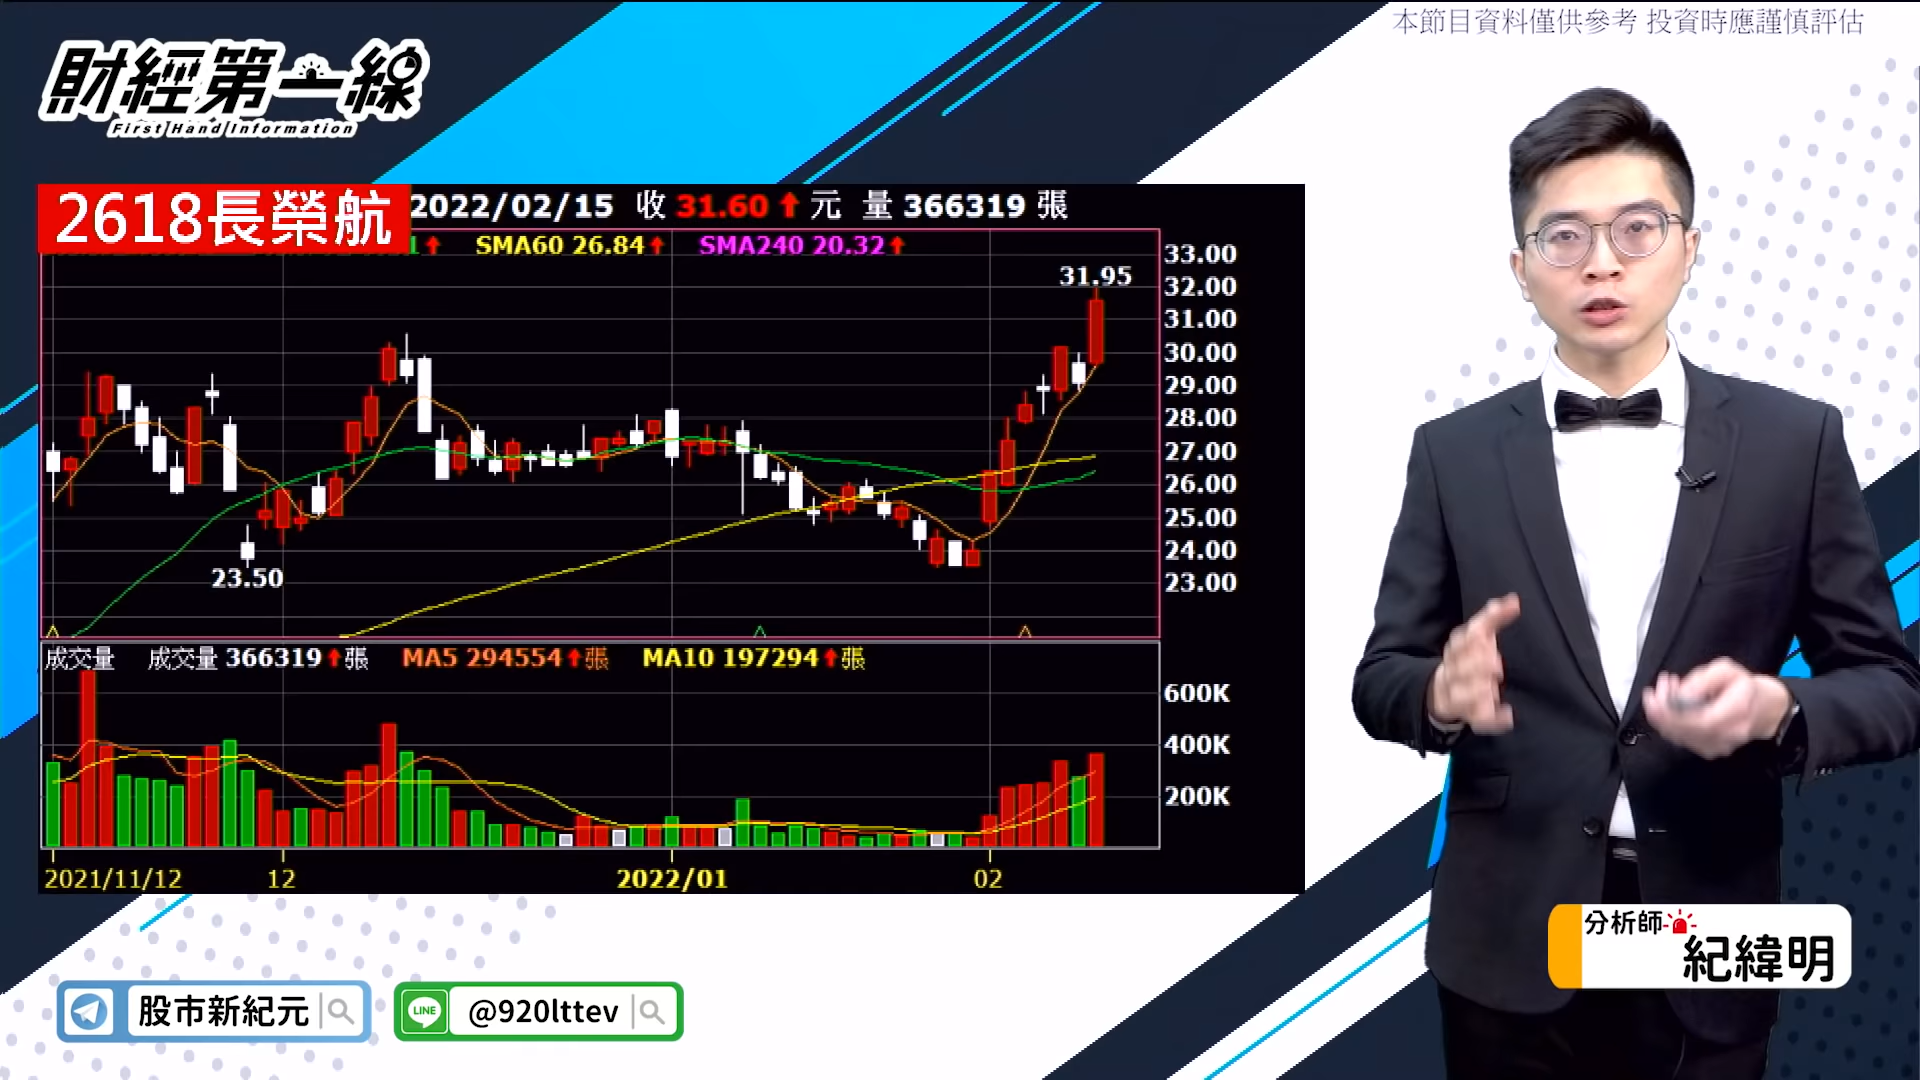 本節目資料僅供參考 投資時應謹慎評估
財經第一線
First Hand Information
2618長榮航
2022/02/15 收 31.60 ↑ 元 量 366319 張
1↑ SMA60 26.84↑ SMA240 20.32↑
33.00
31.95
32.00
31.00
30.00
29.00
28.00
27.00
26.00
25.00
24.00
23.50
23.00
成交量 成交量 366319↑張 MA5 294554↑張 MA10 197294↑張
600K
400K
200K
2021/11/12 12 2022/01 02
分析師
紀緯明
股市新紀元
LINE @920lttev